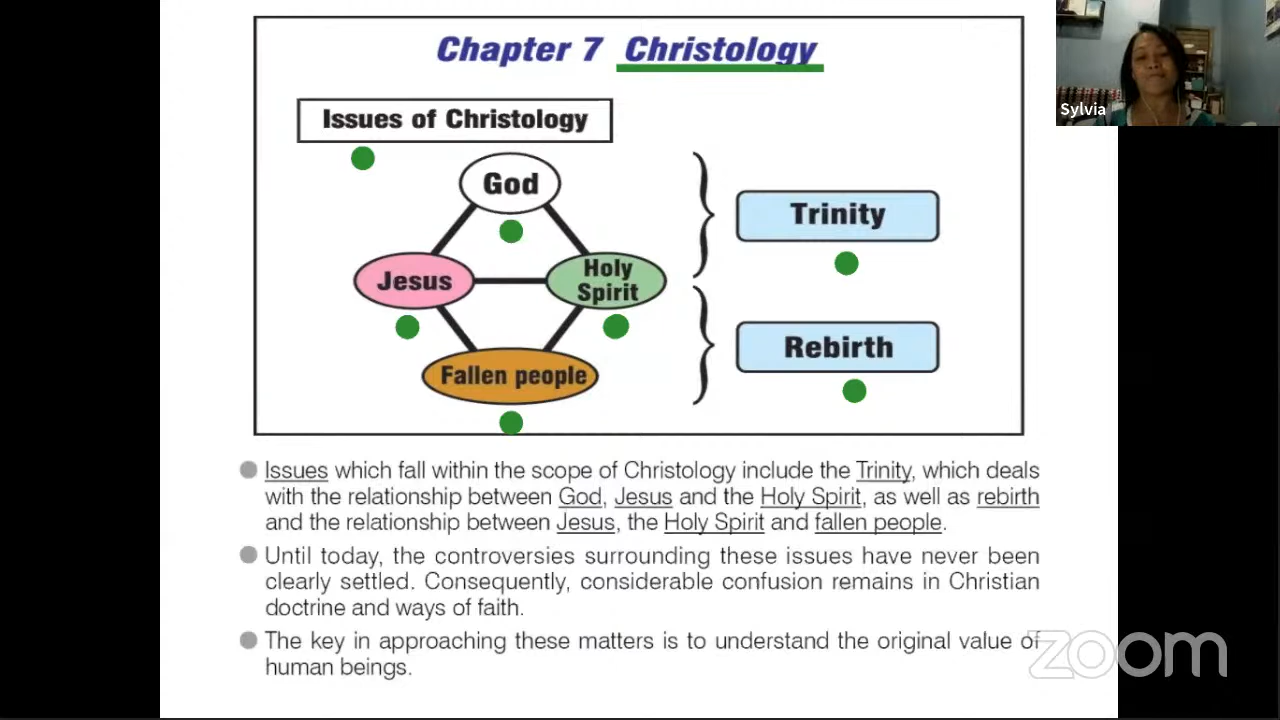 Chapter 7 Christology
Sylvia
Issues of Christology
God
Trinity
Jesus
Holy
Spirit
Rebirth
Fallen people
Issues which fall within the scope of Christology include the Trinity, which deals
with the relationship between God, Jesus and the Holy Spirit, as well as rebirth
and the relationship between Jesus, the Holy Spirit and fallen people.
Until today, the controversies surrounding these issues have never been
clearly settled. Consequently, considerable confusion remains in Christian
doctrine and ways of faith.
The key in approaching these matters is to understand the original value of
human beings.
zoom